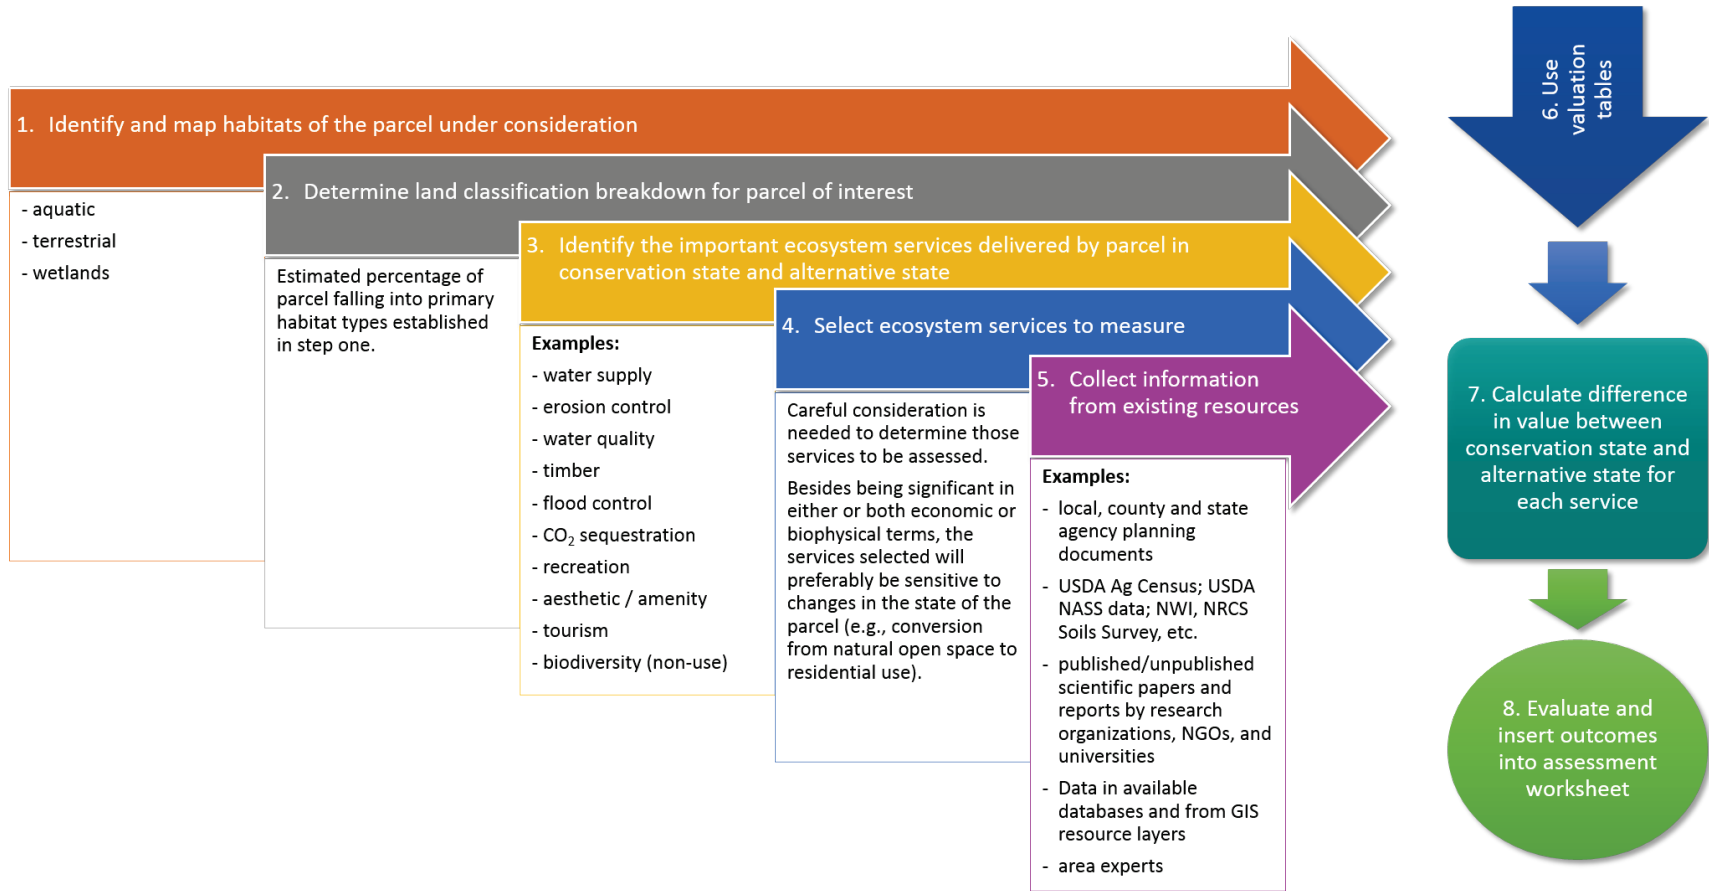 1. Identify and map habitats of the parcel under consideration
- aquatic
- terrestrial
- wetlands
2. Determine land classification breakdown for parcel of interest
Estimated percentage of
parcel falling into primary
habitat types established
in step one.
3. Identify the important ecosystem services delivered by parcel in
conservation state and alternative state
Examples:
- water supply
- erosion control
- water quality
- timber
- flood control
- CO₂ sequestration
- recreation
- aesthetic / amenity
- tourism
- biodiversity (non-use)
4. Select ecosystem services to measure
Careful consideration is
needed to determine those
services to be assessed.
Besides being significant in
either or both economic or
biophysical terms, the
services selected will
preferably be sensitive to
changes in the state of the
parcel (e.g., conversion
from natural open space to
residential use).
5. Collect information
from existing resources
Examples:
- local, county and state
agency planning
documents
- USDA Ag Census; USDA
NASS data; NWI, NRCS
Soils Survey, etc.
- published/unpublished
scientific papers and
reports by research
organizations, NGOs, and
universities
- Data in available
databases and from GIS
resource layers
- area experts
6. Use
valuation
tables
7. Calculate difference
in value between
conservation state and
alternative state for
each service
8. Evaluate and
insert outcomes
into assessment
worksheet